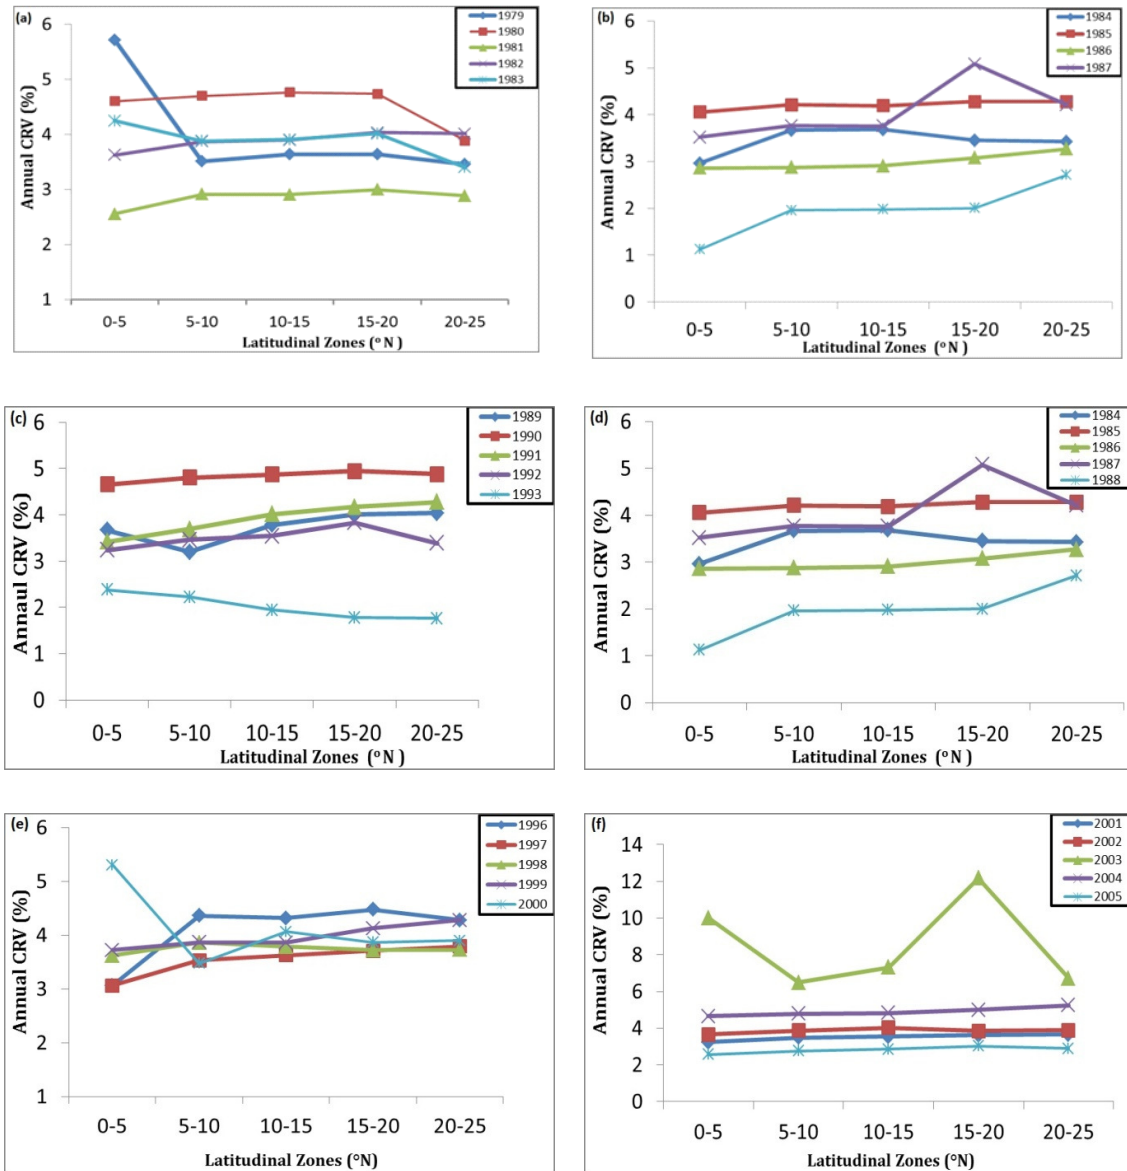 (a)
1979
1980
1981
1982
1983
6
5
4
3
2
1
Annual CRV (%)
0-5 5-10 10-15 15-20 20-25
Latitudinal Zones (° N )
(b)
1984
1985
1986
1987
6
5
4
3
2
1
0
Annual CRV (%)
0-5 5-10 10-15 15-20 20-25
Latitudinal Zones (° N )
(c)
1989
1990
1991
1992
1993
6
5
4
3
2
1
0
Annaul CRV (%)
0-5 5-10 10-15 15-20 20-25
Latitudinal Zones (° N )
(d)
1984
1985
1986
1987
1988
6
5
4
3
2
1
0
Annual CRV (%)
0-5 5-10 10-15 15-20 20-25
Latitudinal Zones (° N )
(e)
1996
1997
1998
1999
2000
6
5
4
3
2
1
Annual CRV (%)
0-5 5-10 10-15 15-20 20-25
Latitudinal Zones (°N)
(f)
2001
2002
2003
2004
2005
14
12
10
8
6
4
2
0
Annual CRV (%)
0-5 5-10 10-15 15-20 20-25
Latitudinal Zones (°N)